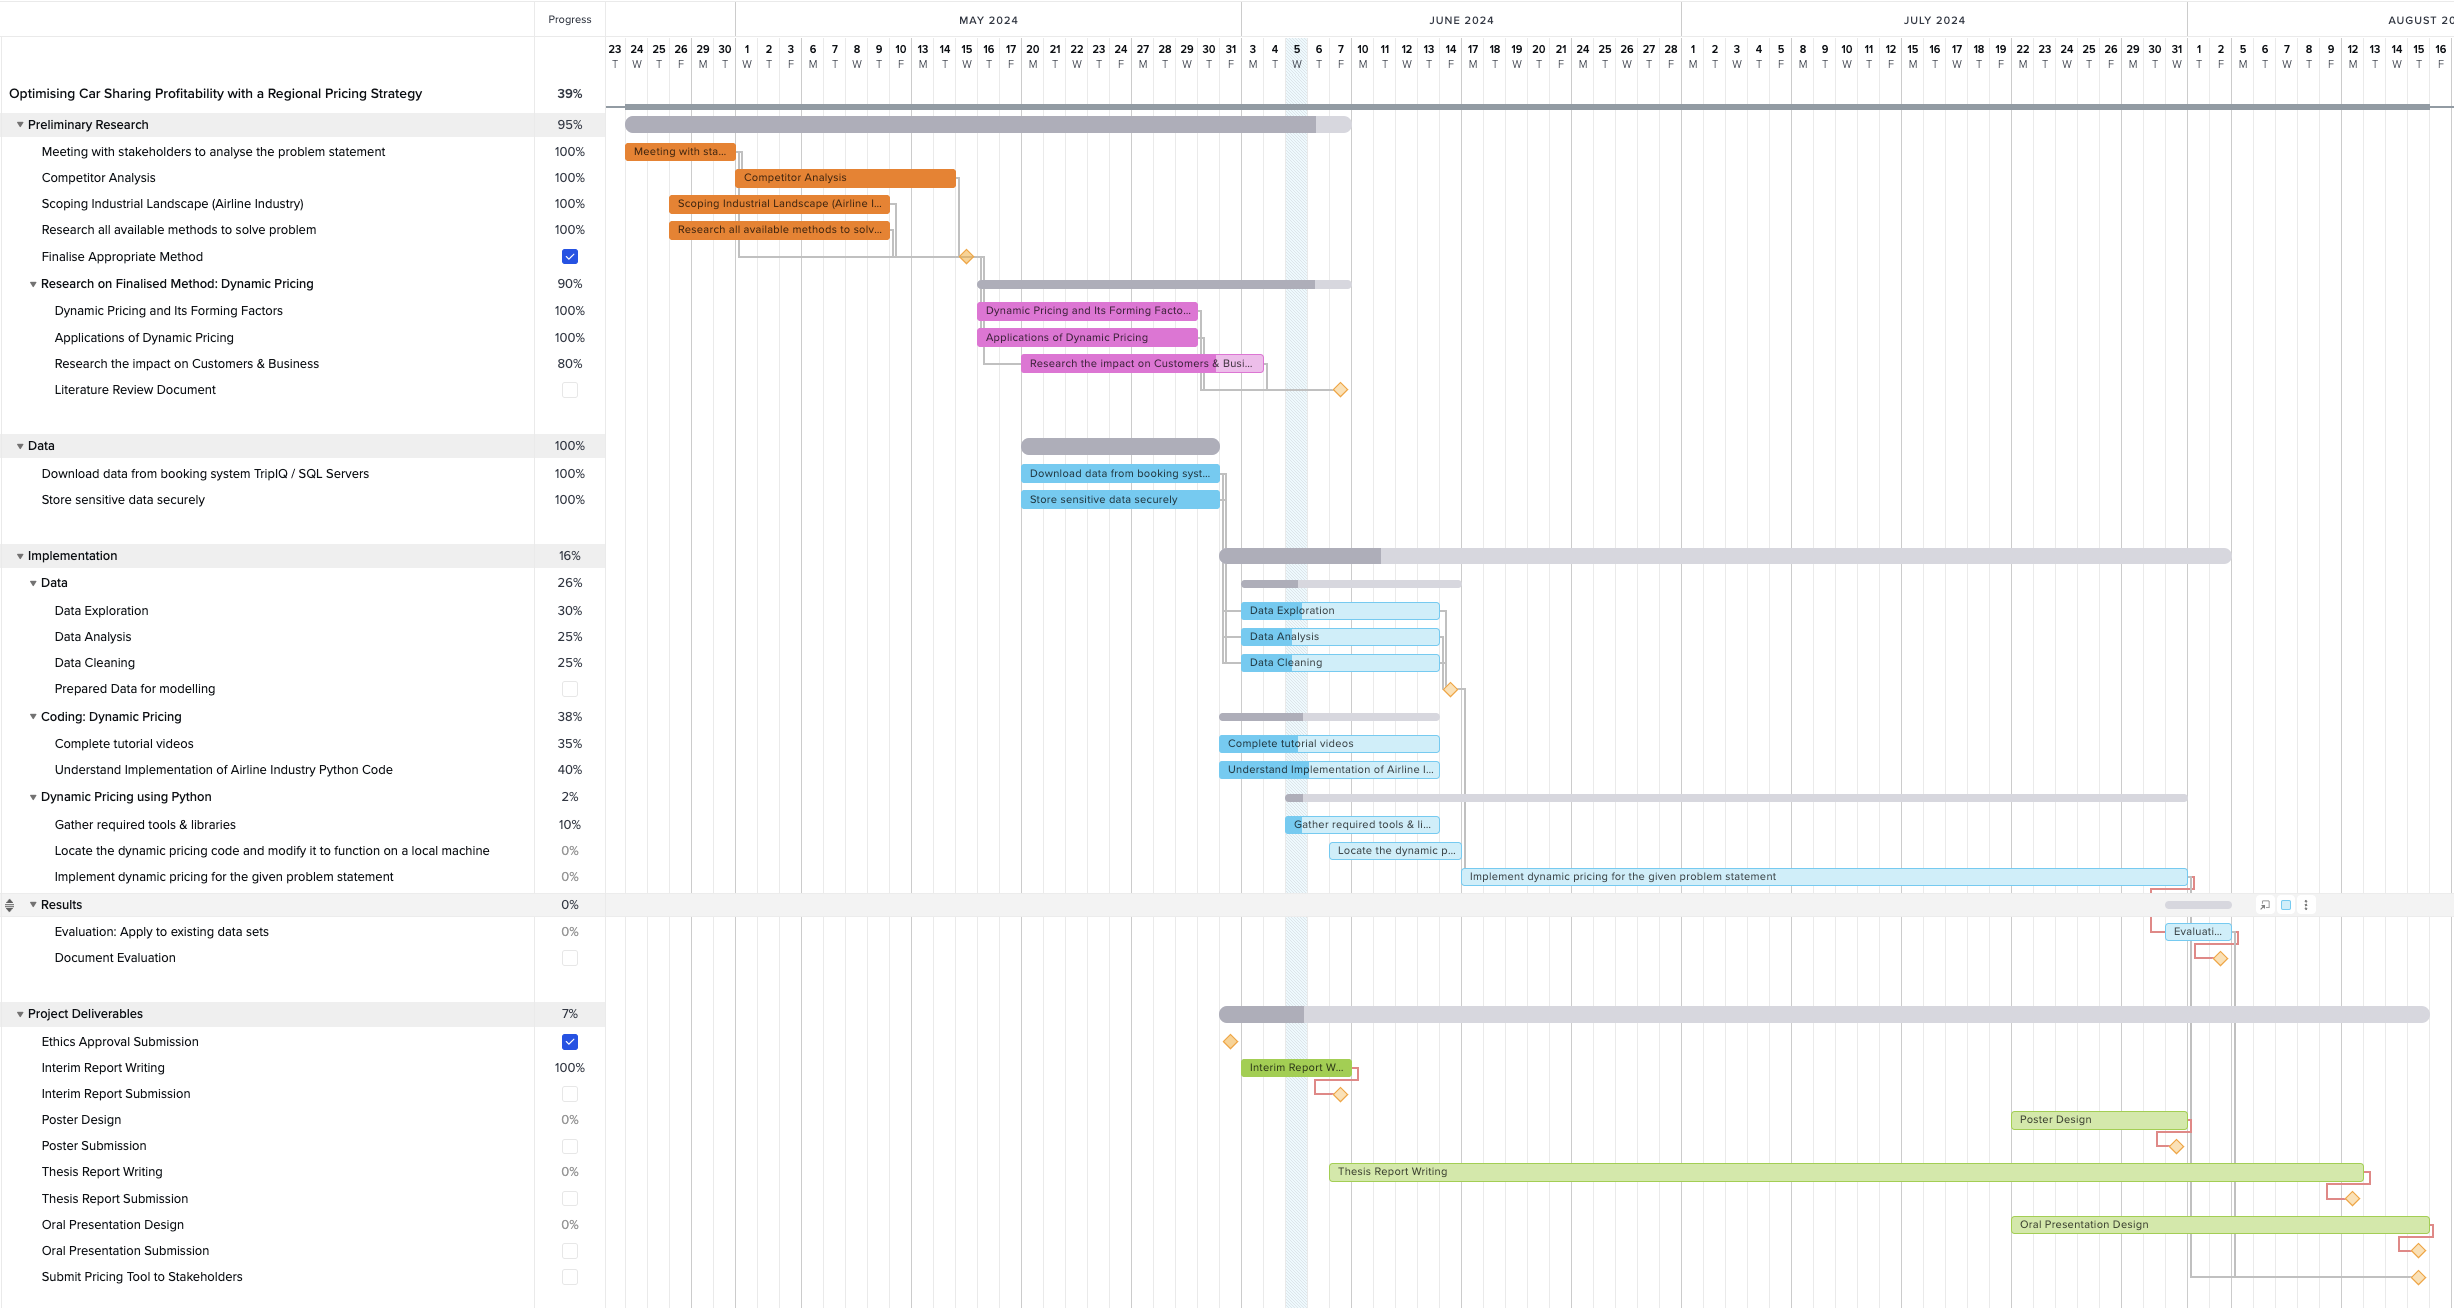 Progress MAY 2024 JUNE 2024 JULY 2024 AUGUST 20
23 24 25 26 29 30 1 2 3 6 7 8 9 10 13 14 15 16 17 20 21 22 23 24 27 28 29 30 31 3 4 5 6 7 10 11 12 13 14 17 18 19 20 21 24 25 26 27 28 1 2 3 4 5 8 9 10 11 12 15 16 17 18 19 22 23 24 25 26 29 30 31 1 2 5 6 7 8 9 12 13 14 15 16
T W T F M T W T F M T W T F M T W T F M T W T F M T W T F M T W T F M T W T F M T W T F M T W T F M T W T F M T W T F M T W T F M T W T F M T W T F M T W T F M T W T F
Optimising Car Sharing Profitability with a Regional Pricing Strategy 39%
Preliminary Research 95%
Meeting with stakeholders to analyse the problem statement 100% Meeting with sta...
Competitor Analysis 100% Competitor Analysis
Scoping Industrial Landscape (Airline Industry) 100% Scoping Industrial Landscape (Airline I...
Research all available methods to solve problem 100% Research all available methods to solv...
Finalise Appropriate Method
Research on Finalised Method: Dynamic Pricing 90%
Dynamic Pricing and Its Forming Factors 100% Dynamic Pricing and Its Forming Facto...
Applications of Dynamic Pricing 100% Applications of Dynamic Pricing
Research the impact on Customers & Business 80% Research the impact on Customers & Busi...
Literature Review Document
Data 100%
Download data from booking system TripIQ / SQL Servers 100% Download data from booking syst...
Store sensitive data securely 100% Store sensitive data securely
Implementation 16%
Data 26%
Data Exploration 30% Data Exploration
Data Analysis 25% Data Analysis
Data Cleaning 25% Data Cleaning
Prepared Data for modelling
Coding: Dynamic Pricing 38%
Complete tutorial videos 35% Complete tutorial videos
Understand Implementation of Airline Industry Python Code 40% Understand Implementation of Airline I...
Dynamic Pricing using Python 2%
Gather required tools & libraries 10% Gather required tools & li...
Locate the dynamic pricing code and modify it to function on a local machine 0% Locate the dynamic p...
Implement dynamic pricing for the given problem statement 0% Implement dynamic pricing for the given problem statement
Results 0%
Evaluation: Apply to existing data sets 0% Evaluati...
Document Evaluation
Project Deliverables 7%
Ethics Approval Submission
Interim Report Writing 100% Interim Report W...
Interim Report Submission
Poster Design 0% Poster Design
Poster Submission
Thesis Report Writing 0% Thesis Report Writing
Thesis Report Submission
Oral Presentation Design 0% Oral Presentation Design
Oral Presentation Submission
Submit Pricing Tool to Stakeholders